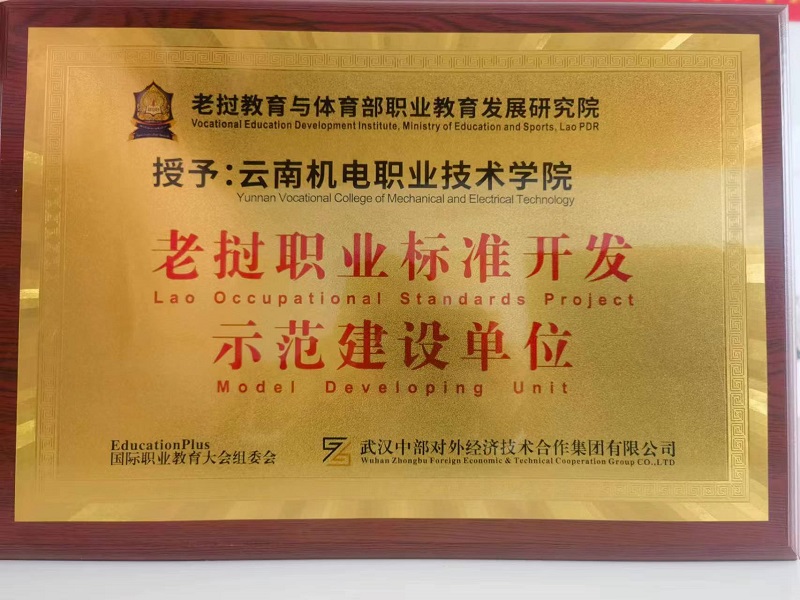 老挝教育与体育部职业教育发展研究院
Vocational Education Development Institute, Ministry of Education and Sports, Lao PDR
授予：云南机电职业技术学院
Yunnan Vocational College of Mechanical and Electrical Technology
老挝职业标准开发
Lao Occupational Standards Project
示范建设单位
Model Developing Unit
EducationPlus
国际职业教育大会组委会
武汉中部对外经济技术合作集团有限公司
Wuhan Zhongbu Foreign Economic & Technical Cooperation Group CO.,LTD